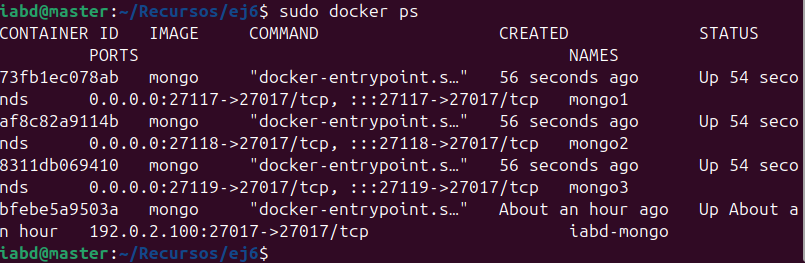 iabd@master:~/Recursos/ej6$ sudo docker ps
CONTAINER ID   IMAGE     COMMAND                  CREATED             STATUS
          PORTS                                           NAMES
73fb1ec078ab   mongo     "docker-entrypoint.s…"   56 seconds ago      Up 54 seco
nds       0.0.0.0:27117->27017/tcp, :::27117->27017/tcp   mongo1
af8c82a9114b   mongo     "docker-entrypoint.s…"   56 seconds ago      Up 54 seco
nds       0.0.0.0:27118->27017/tcp, :::27118->27017/tcp   mongo2
8311db069410   mongo     "docker-entrypoint.s…"   56 seconds ago      Up 54 seco
nds       0.0.0.0:27119->27017/tcp, :::27119->27017/tcp   mongo3
bfebe5a9503a   mongo     "docker-entrypoint.s…"   About an hour ago   Up About a
n hour    192.0.2.100:27017->27017/tcp                    iabd-mongo
iabd@master:~/Recursos/ej6$